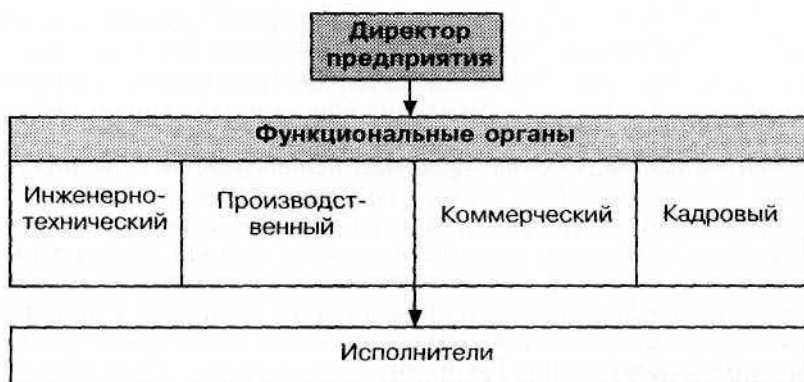 Директор
предприятия
Функциональные органы
Инженерно-
технический
Производст-
венный
Коммерческий
Кадровый
Исполнители